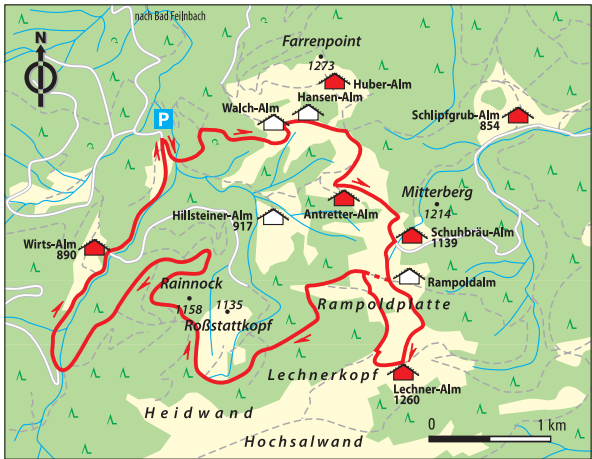 nach Bad Feilnbach
N
Farrenpoint
1273
Huber-Alm
Hansen-Alm
Walch-Alm
P
Schlipfgrub-Alm
854
Mitterberg
1214
Antretter-Alm
Hillsteiner-Alm
917
Schuhbräu-Alm
1139
Wirts-Alm
890
Rampoldalm
Rainnock
1158
1135
Roßstattkopf
Rampoldplatte
Lechnerkopf
Lechner-Alm
1260
Heidwand
Hochsalwand
0
1 km